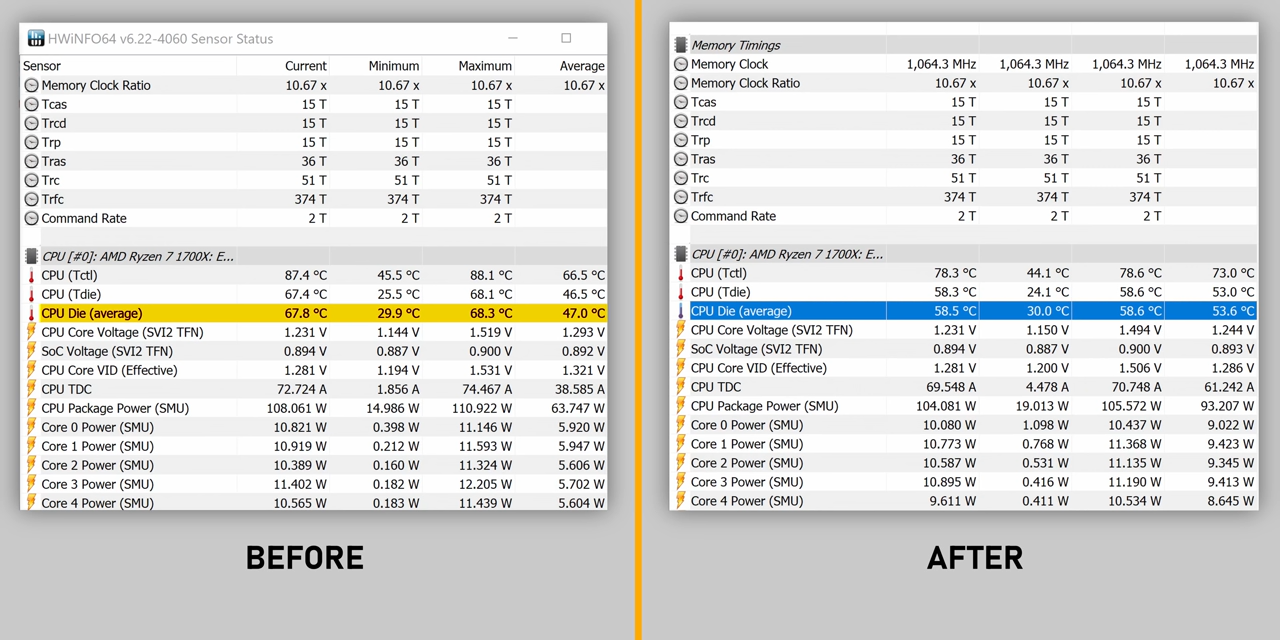 HWiNFO64 v6.22-4060 Sensor Status
Sensor Current Minimum Maximum Average
Memory Clock Ratio 10.67 x 10.67 x 10.67 x 10.67 x
Tcas 15 T 15 T 15 T
Trcd 15 T 15 T 15 T
Trp 15 T 15 T 15 T
Tras 36 T 36 T 36 T
Trc 51 T 51 T 51 T
Trfc 374 T 374 T 374 T
Command Rate 2 T 2 T 2 T
CPU [#0]: AMD Ryzen 7 1700X: E...
CPU (Tctl) 87.4 °C 45.5 °C 88.1 °C 66.5 °C
CPU (Tdie) 67.4 °C 25.5 °C 68.1 °C 46.5 °C
CPU Die (average) 67.8 °C 29.9 °C 68.3 °C 47.0 °C
CPU Core Voltage (SVI2 TFN) 1.231 V 1.144 V 1.519 V 1.293 V
SoC Voltage (SVI2 TFN) 0.894 V 0.887 V 0.900 V 0.892 V
CPU Core VID (Effective) 1.281 V 1.194 V 1.531 V 1.321 V
CPU TDC 72.724 A 1.856 A 74.467 A 38.585 A
CPU Package Power (SMU) 108.061 W 14.986 W 110.922 W 63.747 W
Core 0 Power (SMU) 10.821 W 0.398 W 11.146 W 5.920 W
Core 1 Power (SMU) 10.919 W 0.212 W 11.593 W 5.947 W
Core 2 Power (SMU) 10.389 W 0.160 W 11.324 W 5.606 W
Core 3 Power (SMU) 11.402 W 0.182 W 12.205 W 5.702 W
Core 4 Power (SMU) 10.565 W 0.183 W 11.439 W 5.604 W
BEFORE
Memory Timings
Memory Clock 1,064.3 MHz 1,064.3 MHz 1,064.3 MHz 1,064.3 MHz
Memory Clock Ratio 10.67 x 10.67 x 10.67 x 10.67 x
Tcas 15 T 15 T 15 T
Trcd 15 T 15 T 15 T
Trp 15 T 15 T 15 T
Tras 36 T 36 T 36 T
Trc 51 T 51 T 51 T
Trfc 374 T 374 T 374 T
Command Rate 2 T 2 T 2 T
CPU [#0]: AMD Ryzen 7 1700X: E...
CPU (Tctl) 78.3 °C 44.1 °C 78.6 °C 73.0 °C
CPU (Tdie) 58.3 °C 24.1 °C 58.6 °C 53.0 °C
CPU Die (average) 58.5 °C 30.0 °C 58.6 °C 53.6 °C
CPU Core Voltage (SVI2 TFN) 1.231 V 1.150 V 1.494 V 1.244 V
SoC Voltage (SVI2 TFN) 0.894 V 0.887 V 0.900 V 0.893 V
CPU Core VID (Effective) 1.281 V 1.200 V 1.506 V 1.286 V
CPU TDC 69.548 A 4.478 A 70.748 A 61.242 A
CPU Package Power (SMU) 104.081 W 19.013 W 105.572 W 93.207 W
Core 0 Power (SMU) 10.080 W 1.098 W 10.437 W 9.022 W
Core 1 Power (SMU) 10.773 W 0.768 W 11.368 W 9.423 W
Core 2 Power (SMU) 10.587 W 0.531 W 11.135 W 9.345 W
Core 3 Power (SMU) 10.895 W 0.416 W 11.190 W 9.413 W
Core 4 Power (SMU) 9.611 W 0.411 W 10.534 W 8.645 W
AFTER